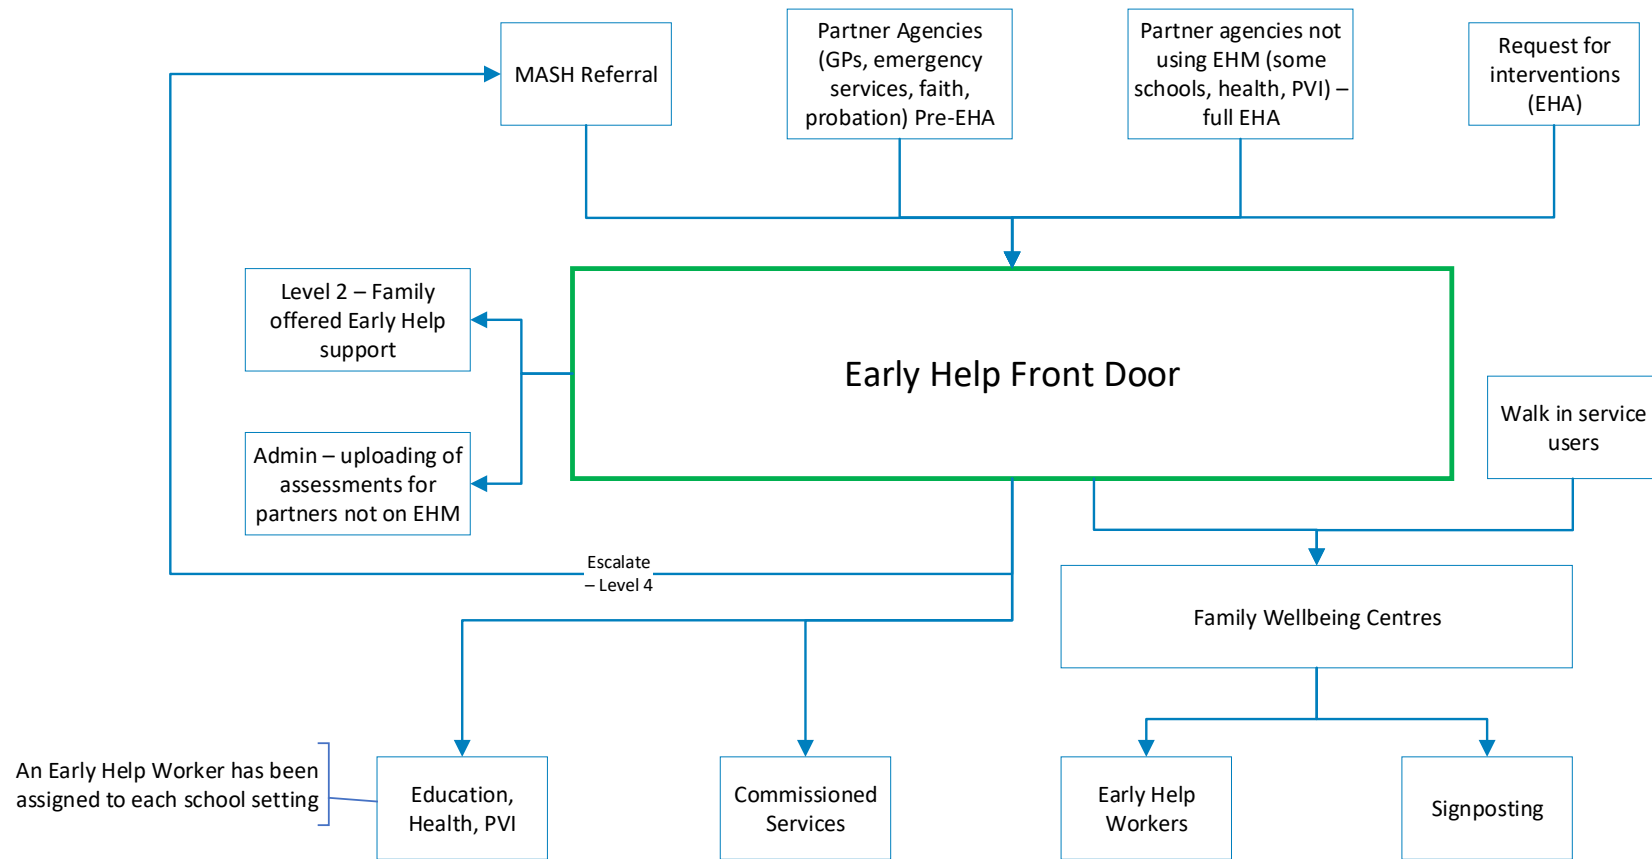 MASH Referral
Partner Agencies
(GPs, emergency
services, faith,
probation) Pre-EHA
Partner agencies not
using EHM (some
schools, health, PVI) –
full EHA
Request for
interventions
(EHA)
Level 2 – Family
offered Early Help
support
Early Help Front Door
Walk in service
users
Admin – uploading of
assessments for
partners not on EHM
Escalate
– Level 4
Family Wellbeing Centres
An Early Help Worker has been
assigned to each school setting
Education,
Health, PVI
Commissioned
Services
Early Help
Workers
Signposting